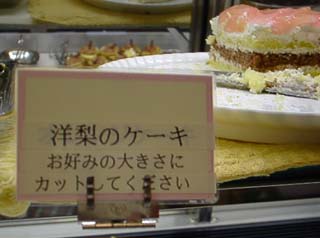 洋梨のケーキ
お好みの大きさに
カットしてください